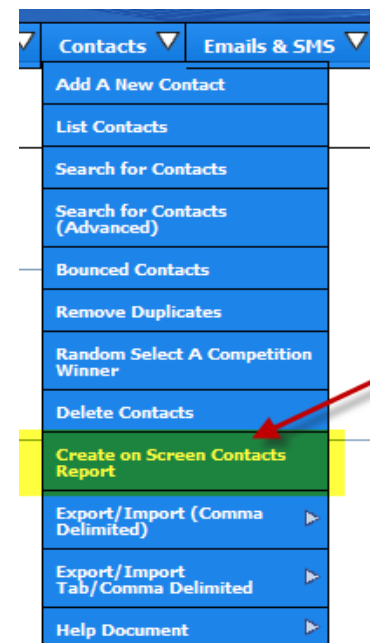 Contacts Emails & SMS
Add A New Contact
List Contacts
Search for Contacts
Search for Contacts
(Advanced)
Bounced Contacts
Remove Duplicates
Random Select A Competition
Winner
Delete Contacts
Create on Screen Contacts
Report
Export/Import (Comma
Delimited)
Export/Import
Tab/Comma Delimited
Help Document